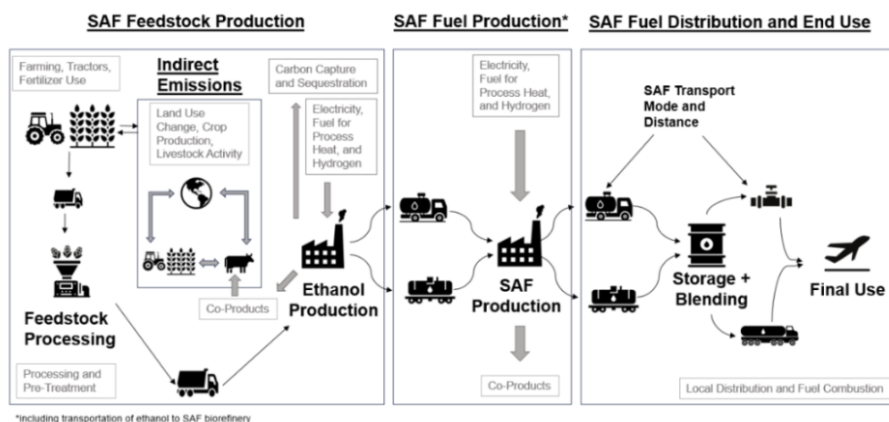 SAF Feedstock Production
Farming, Tractors,
Fertilizer Use
Indirect
Emissions
Land Use
Change, Crop
Production,
Livestock Activity
Carbon Capture
and Sequestration
Electricity,
Fuel for
Process
Heat, and
Hydrogen
Feedstock
Processing
Processing and
Pre-Treatment
Co-Products
Ethanol
Production
SAF Fuel Production*
Electricity,
Fuel for
Process Heat,
and Hydrogen
SAF
Production
Co-Products
SAF Fuel Distribution and End Use
SAF Transport
Mode and
Distance
Storage +
Blending
Final Use
Local Distribution and Fuel Combustion
*including transportation of ethanol to SAF biorefinery